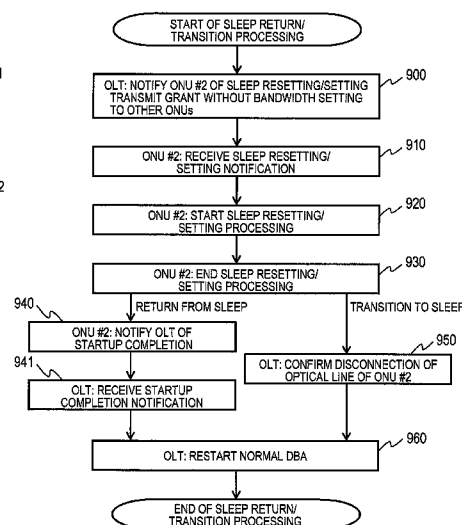 START OF SLEEP RETURN/
TRANSITION PROCESSING
900
OLT: NOTIFY ONU #2 OF SLEEP RESETTING/SETTING
TRANSMIT GRANT WITHOUT BANDWIDTH SETTING
TO OTHER ONUs
910
ONU #2: RECEIVE SLEEP RESETTING/
SETTING NOTIFICATION
2
920
ONU #2: START SLEEP RESETTING/
SETTING PROCESSING
930
ONU #2: END SLEEP RESETTING/
SETTING PROCESSING
940
RETURN FROM SLEEP
TRANSITION TO SLEEP
ONU #2: NOTIFY OLT OF
STARTUP COMPLETION
950
941
OLT: CONFIRM DISCONNECTION OF
OPTICAL LINE OF ONU #2
OLT: RECEIVE STARTUP
COMPLETION NOTIFICATION
960
OLT: RESTART NORMAL DBA
END OF SLEEP RETURN/
TRANSITION PROCESSING